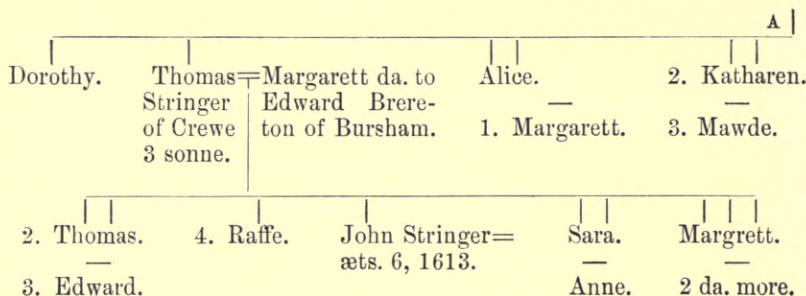 A
Dorothy. Thomas Margarett da. to Alice. 2. Katharen.
Stringer Edward Brere-
of Crewe ton of Bursham. 1. Margarett. 3. Mawde.
3 sonne.
2. Thomas. 4. Raffe. John Stringer= Sara. Margrett.
æts. 6, 1613.
3. Edward. Anne. 2 da. more.